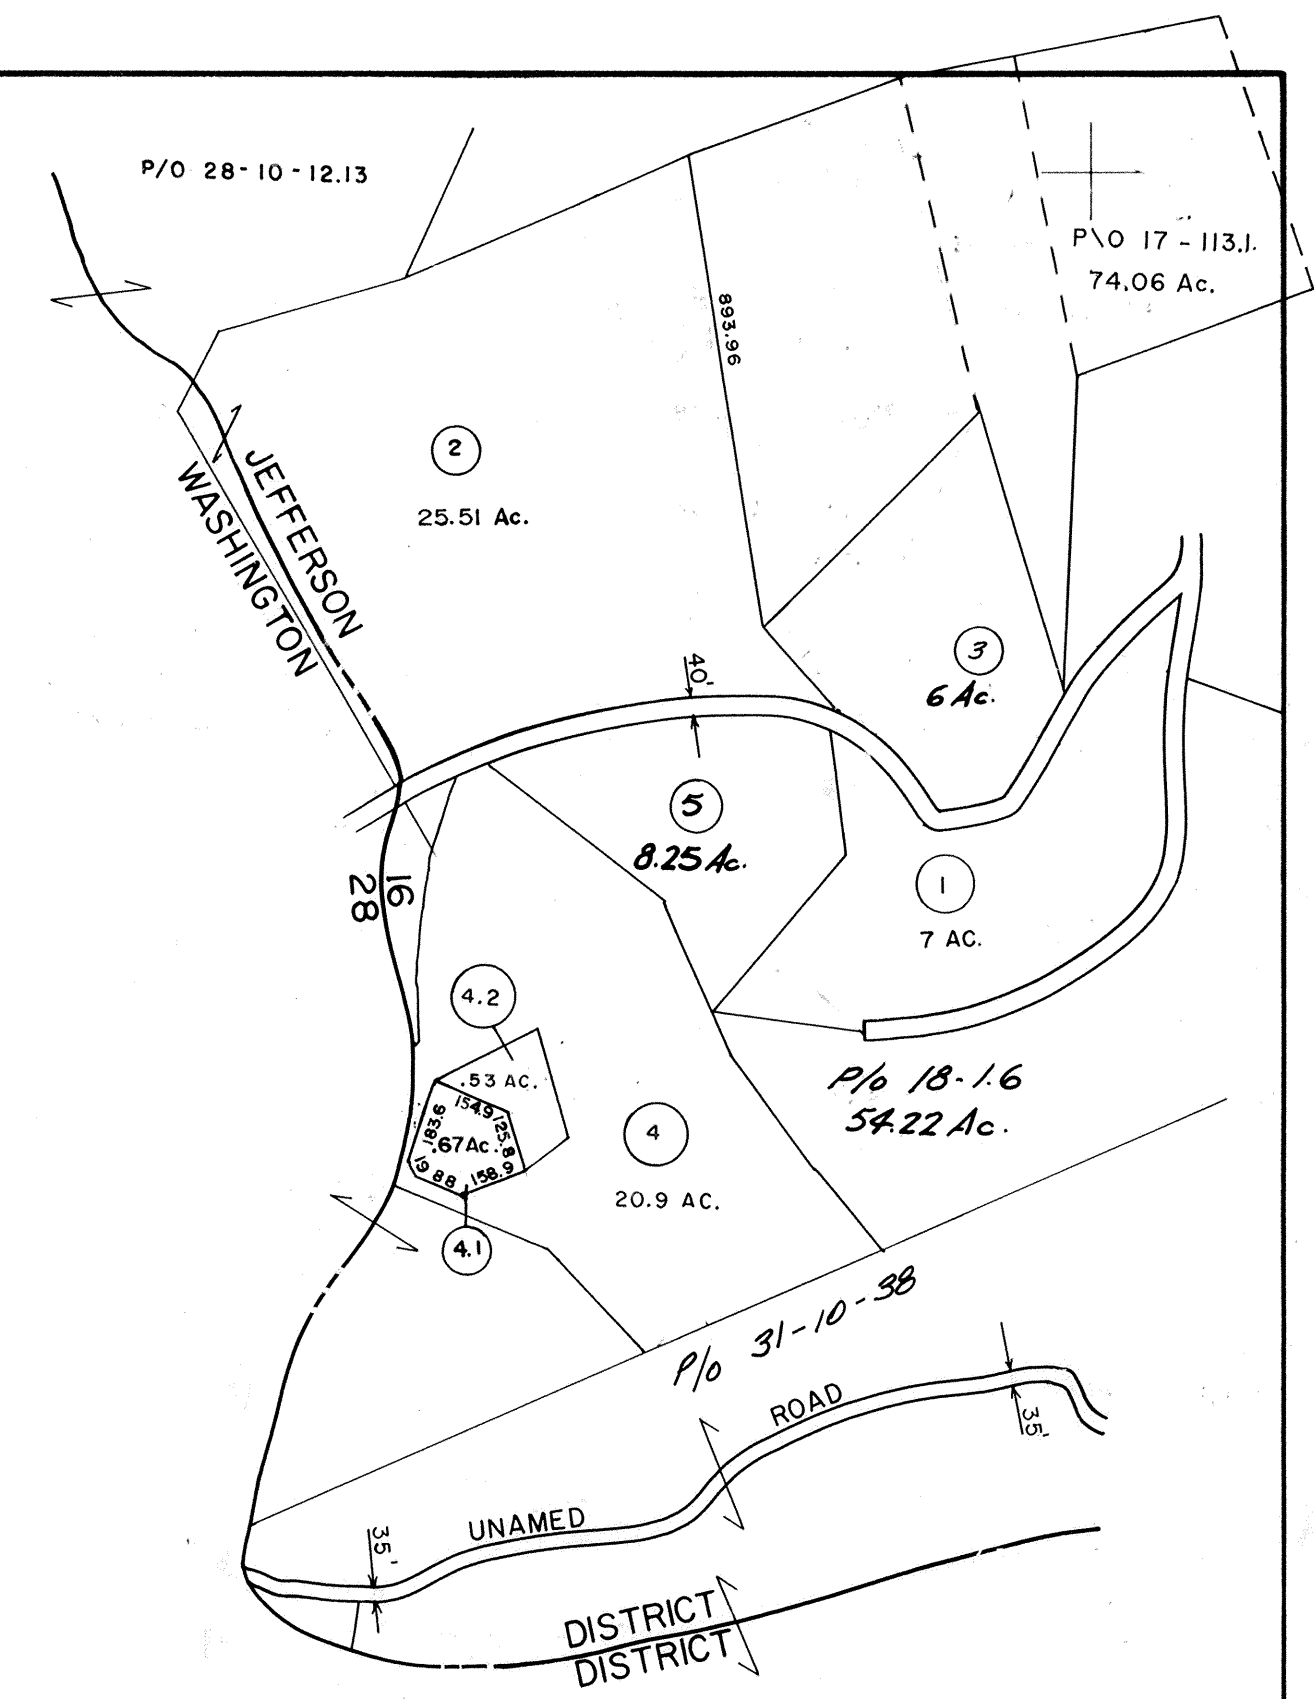 P/O 28-10-12.13
P\O 17-113.1.
74.06 Ac.
893.96
2
25.51 Ac.
JEFFERSON
WASHINGTON
3
6 Ac.
40'
5
8.25 Ac.
1
7 AC.
16
28
4.2
.53 AC.
154.9
125.8
183.6
.67 Ac.
158.9
19 88
4.1
4
20.9 AC.
P/o 18-1.6
54.22 Ac.
P/o 31-10-38
ROAD
35'
UNAMED
35'
DISTRICT
DISTRICT